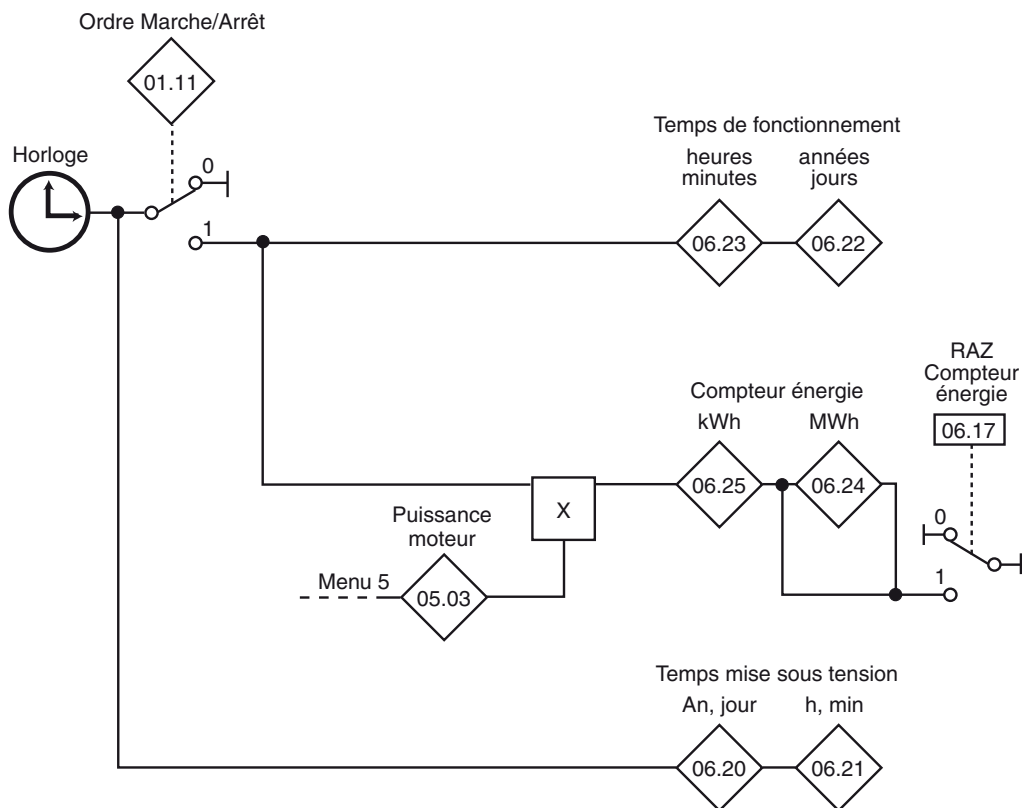 Ordre Marche/Arrêt
01.11
Horloge
0
1
Temps de fonctionnement
heures
minutes
années
jours
06.23
06.22
RAZ
Compteur
énergie
06.17
Compteur énergie
kWh
MWh
06.25
06.24
X
Puissance
moteur
Menu 5
05.03
0
1
Temps mise sous tension
An, jour
h, min
06.20
06.21